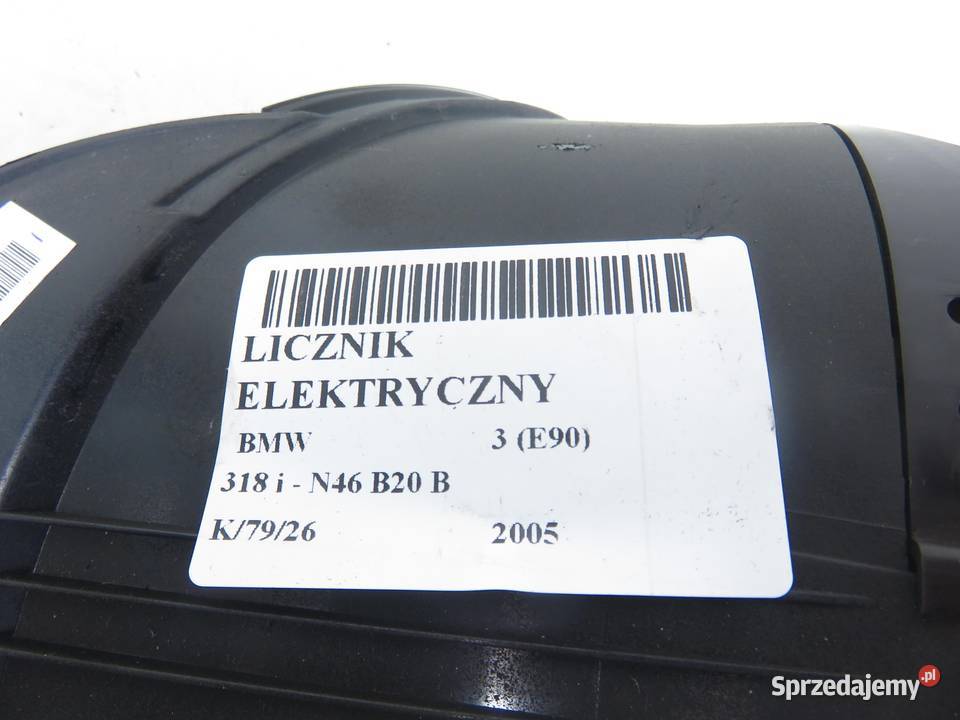 LICZNIK
ELEKTRYCZNY
BMW 3 (E90)
318 i - N46 B20 B
K/79/26 2005
Sprzedajemy.pl